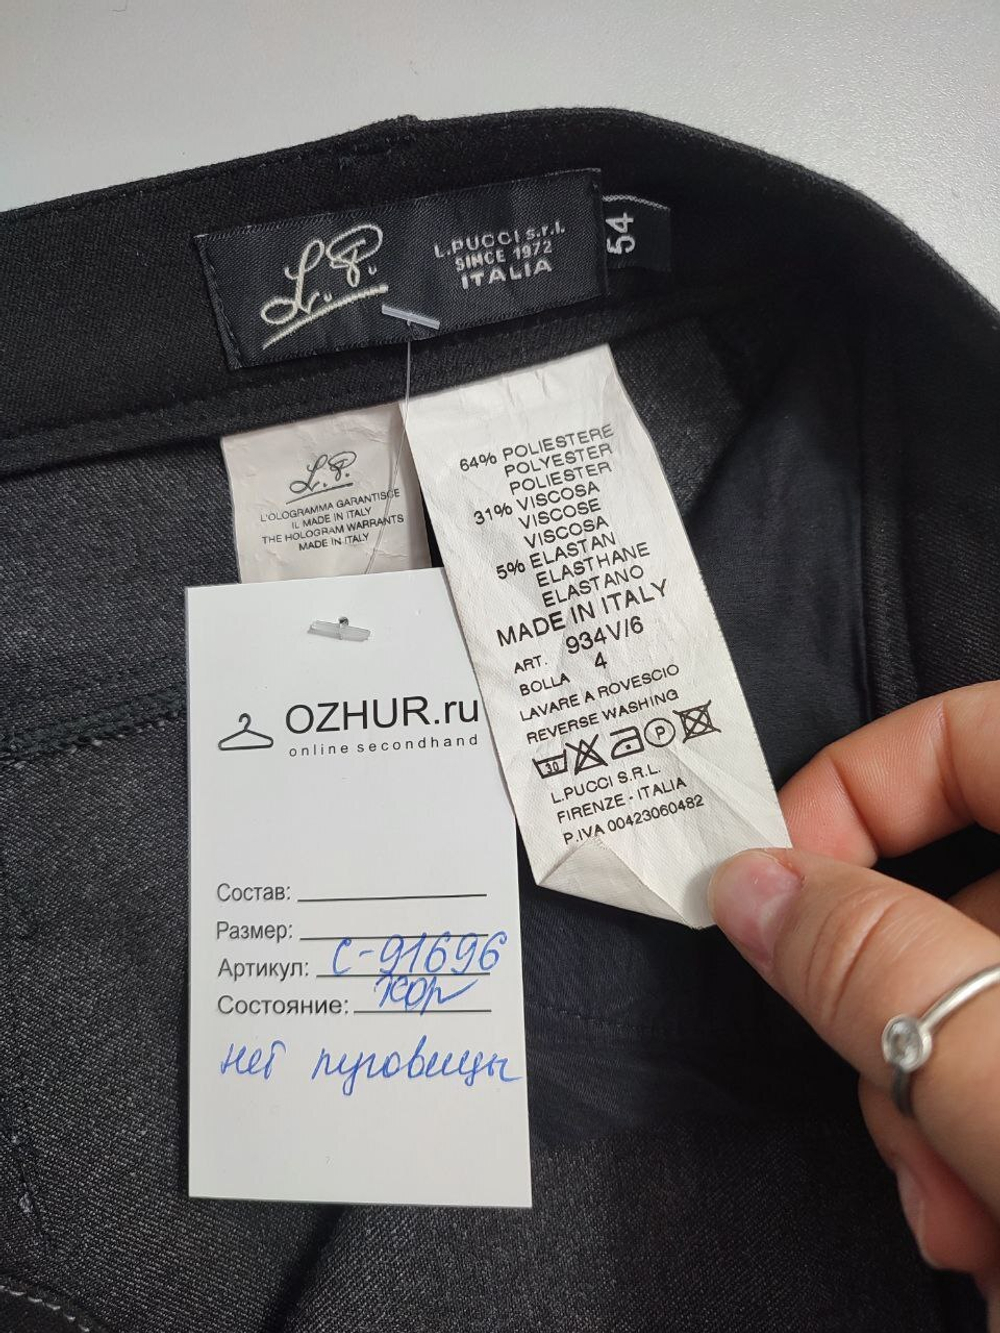 L.P.
L.PUCCI s.r.l.
SINCE 1972
ITALIA
54
L.P.
L'OLOGRAMMA GARANTISCE
IL MADE IN ITALY
THE HOLOGRAM WARRANTS
MADE IN ITALY
64% POLIESTERE
POLYESTER
POLIESTER
31% VISCOSA
VISCOSE
VISCOSA
5% ELASTAN
ELASTHANE
ELASTANO
MADE IN ITALY
ART. 934V/6
BOLLA 4
LAVARE A ROVESCIO
REVERSE WASHING
30 P
L.PUCCI S.R.L.
FIRENZE - ITALIA
P.IVA 00423060482
OZHUR.ru
online secondhand
Состав:
Размер:
Артикул: С-91696
Состояние: хор
нет пуговицы